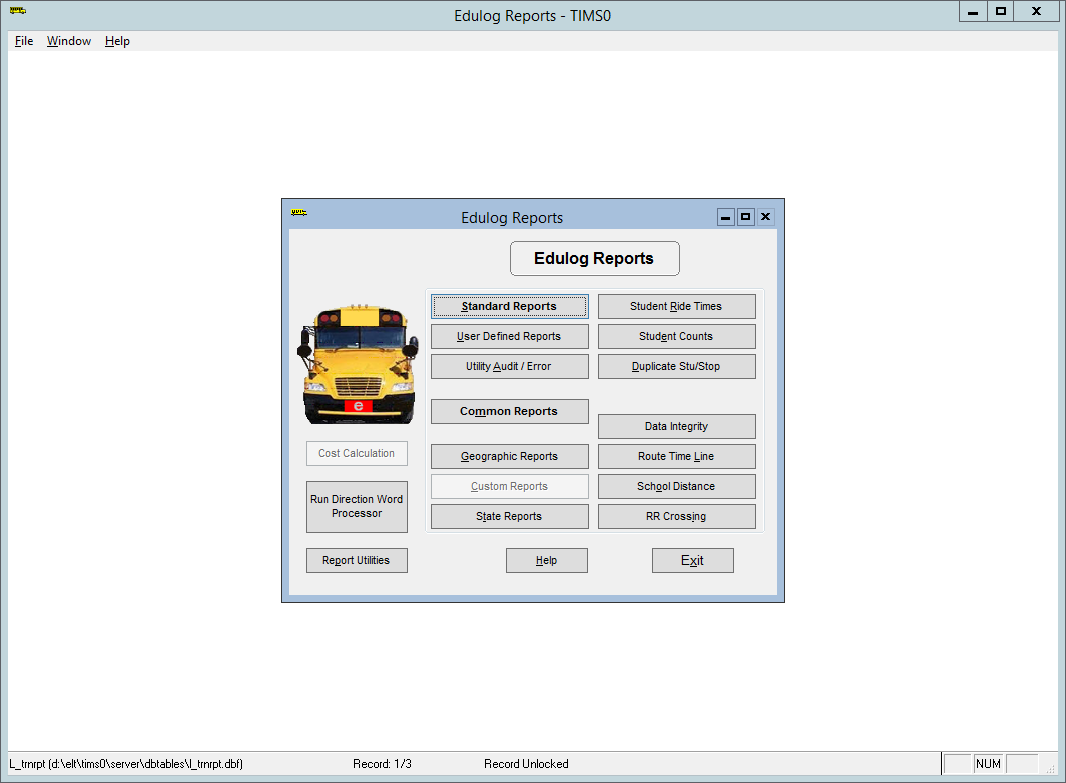 Edulog Reports - TIMS0
File Window Help
Edulog Reports
Edulog Reports
Standard Reports
Student Ride Times
User Defined Reports
Student Counts
Utility Audit / Error
Duplicate Stu/Stop
Common Reports
Data Integrity
Cost Calculation
Geographic Reports
Route Time Line
Custom Reports
School Distance
Run Direction Word
Processor
State Reports
RR Crossing
Report Utilities
Help
Exit
e
L_trnrpt (d:\elt\tims0\server\dbtables\l_trnrpt.dbf) Record: 1/3 Record Unlocked NUM